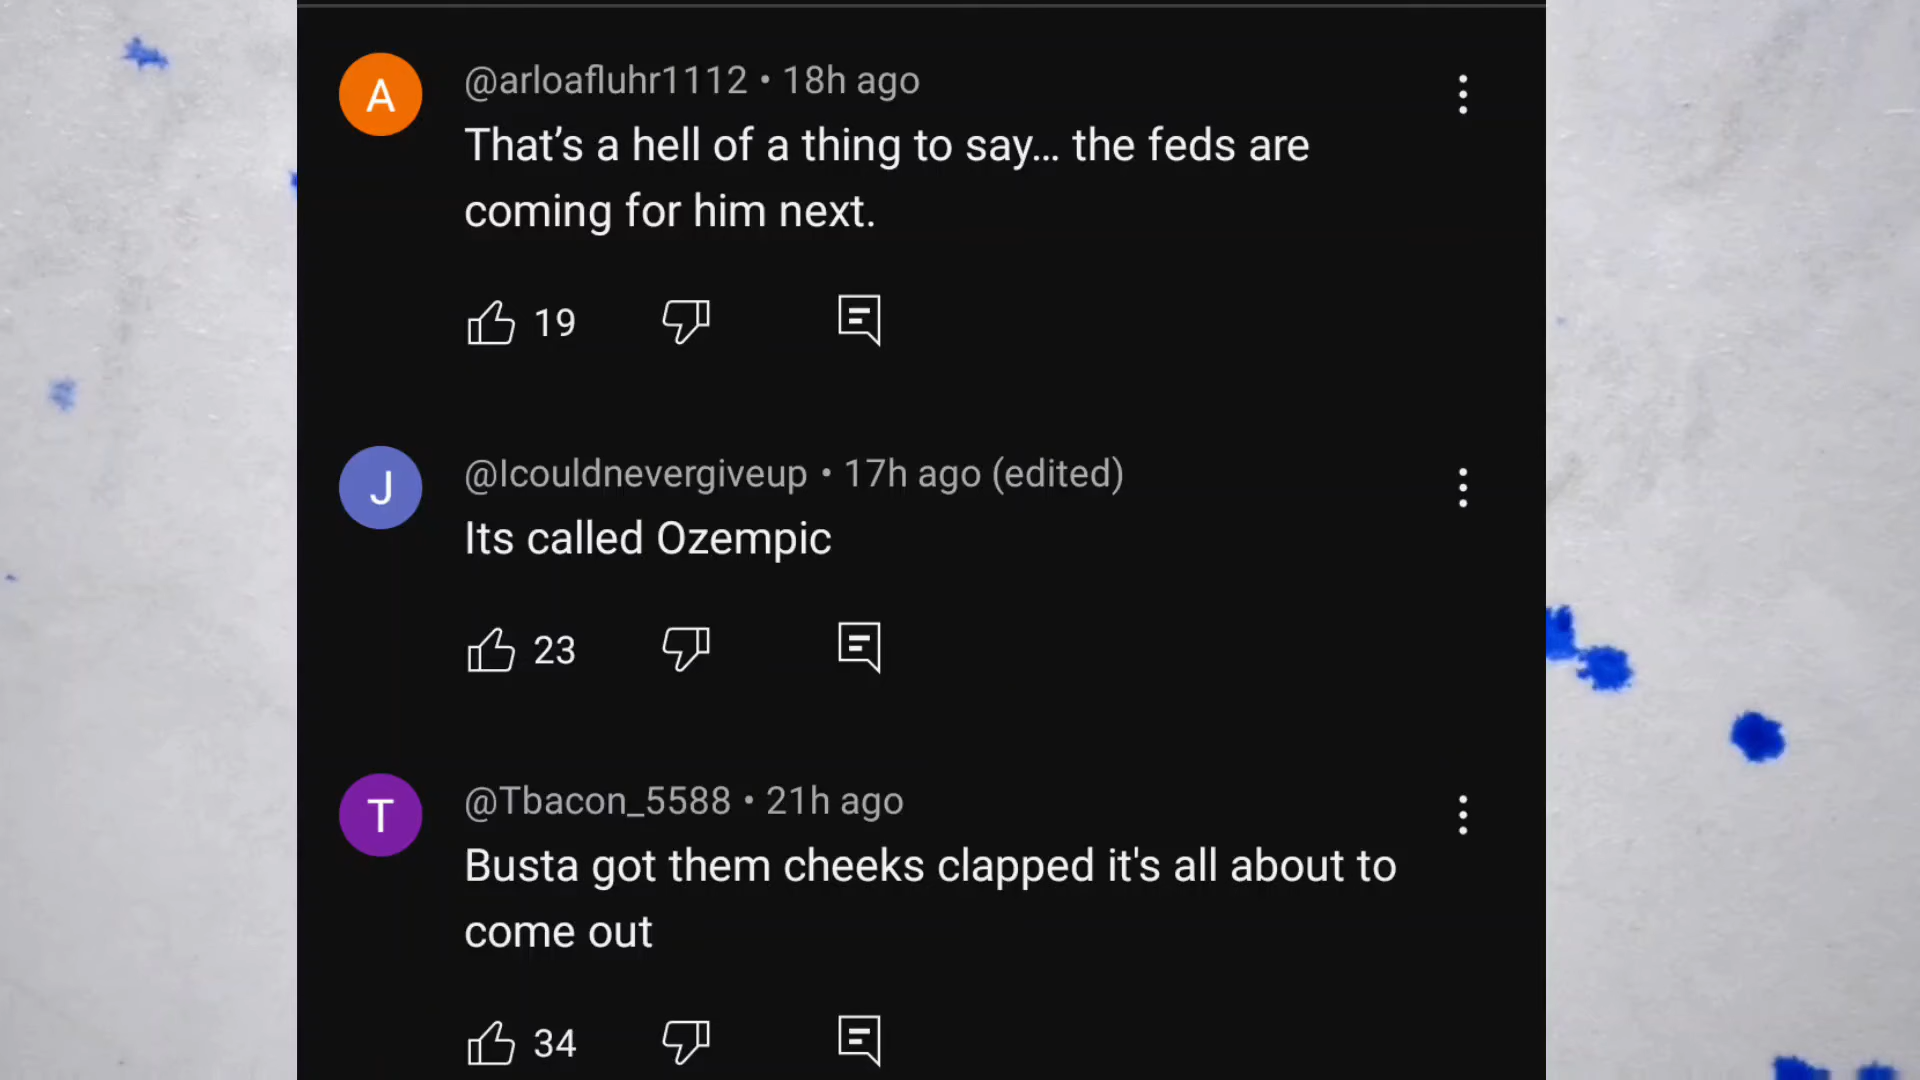 A
@arloafluhr1112 • 18h ago
That’s a hell of a thing to say... the feds are
coming for him next.
19
J
@Icouldnevergiveup • 17h ago (edited)
Its called Ozempic
23
T
@Tbacon_5588 • 21h ago
Busta got them cheeks clapped it's all about to
come out
34